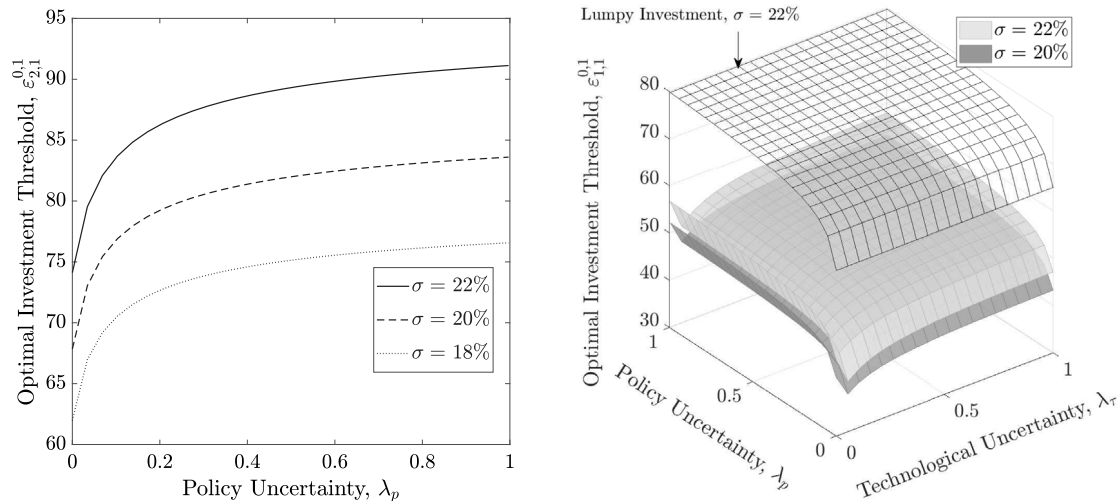 Optimal Investment Threshold, ε_{2,1}^{0,1}
95
90
85
80
75
70
65
60
0
0.2
0.4
0.6
0.8
1
Policy Uncertainty, λ_p
σ = 22%
σ = 20%
σ = 18%
Lumpy Investment, σ = 22%
σ = 22%
σ = 20%
Optimal Investment Threshold, ε_{1,1}^{0,1}
80
70
60
50
40
30
1
0.5
0
Policy Uncertainty, λ_p
0
0.5
1
Technological Uncertainty, λ_τ